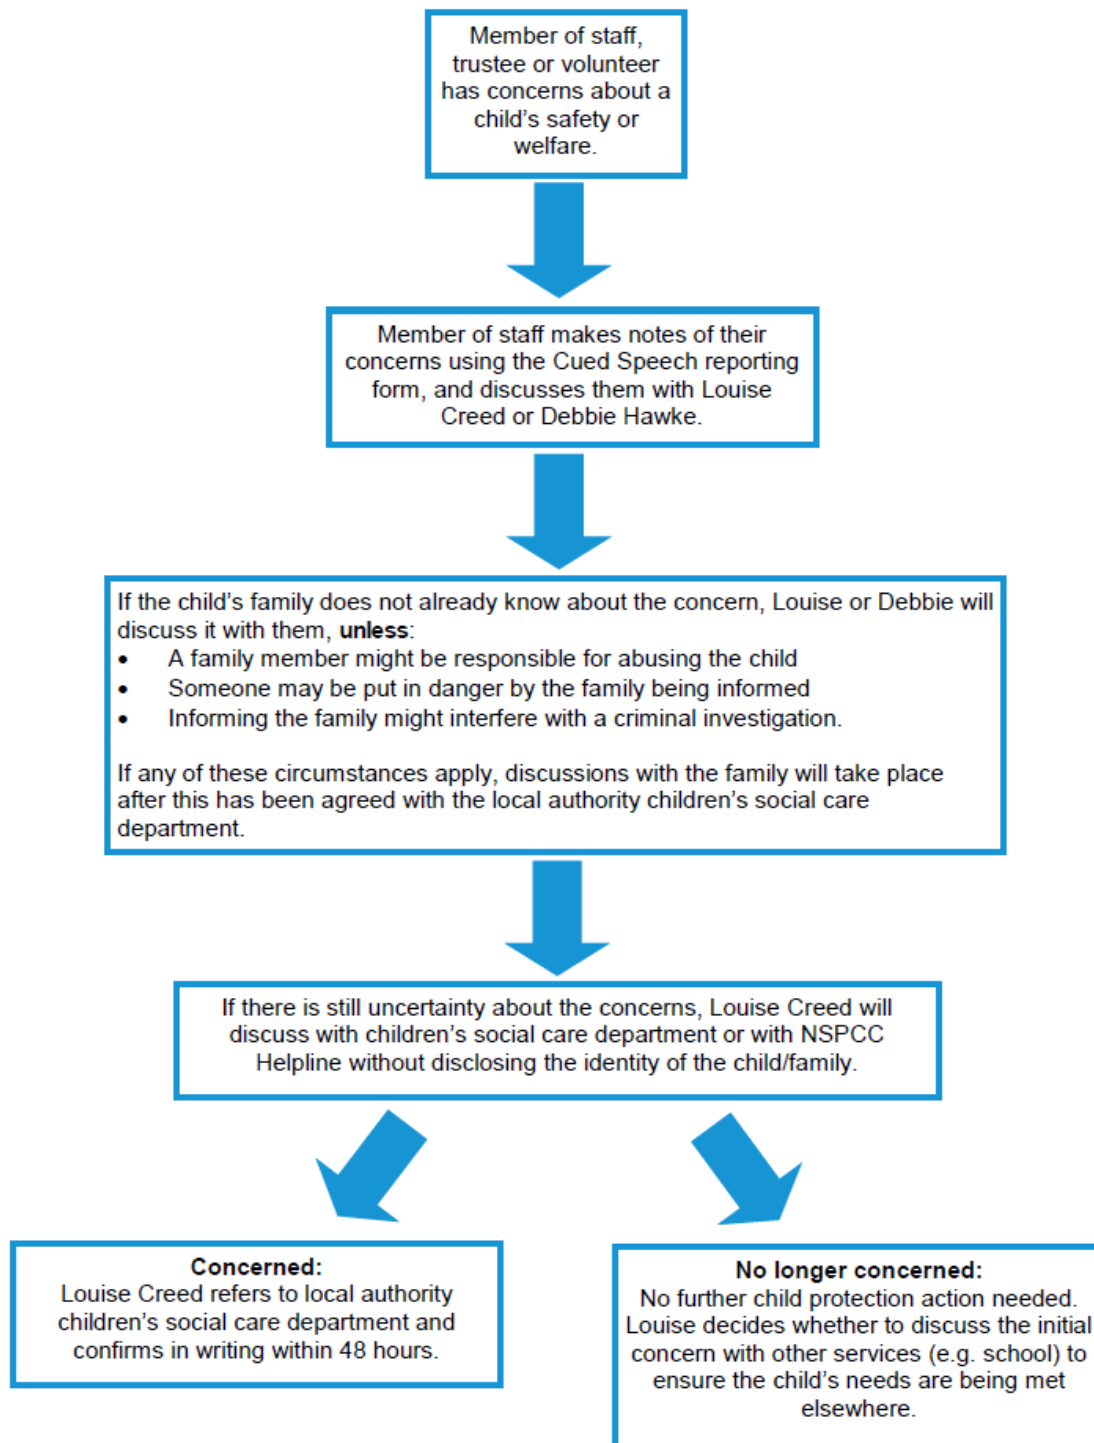 Member of staff,
trustee or volunteer
has concerns about a
child’s safety or
welfare.
Member of staff makes notes of their
concerns using the Cued Speech reporting
form, and discusses them with Louise
Creed or Debbie Hawke.
If the child’s family does not already know about the concern, Louise or Debbie will
discuss it with them, unless:
• A family member might be responsible for abusing the child
• Someone may be put in danger by the family being informed
• Informing the family might interfere with a criminal investigation.
If any of these circumstances apply, discussions with the family will take place
after this has been agreed with the local authority children’s social care
department.
If there is still uncertainty about the concerns, Louise Creed will
discuss with children’s social care department or with NSPCC
Helpline without disclosing the identity of the child/family.
Concerned:
Louise Creed refers to local authority
children’s social care department and
confirms in writing within 48 hours.
No longer concerned:
No further child protection action needed.
Louise decides whether to discuss the initial
concern with other services (e.g. school) to
ensure the child’s needs are being met
elsewhere.